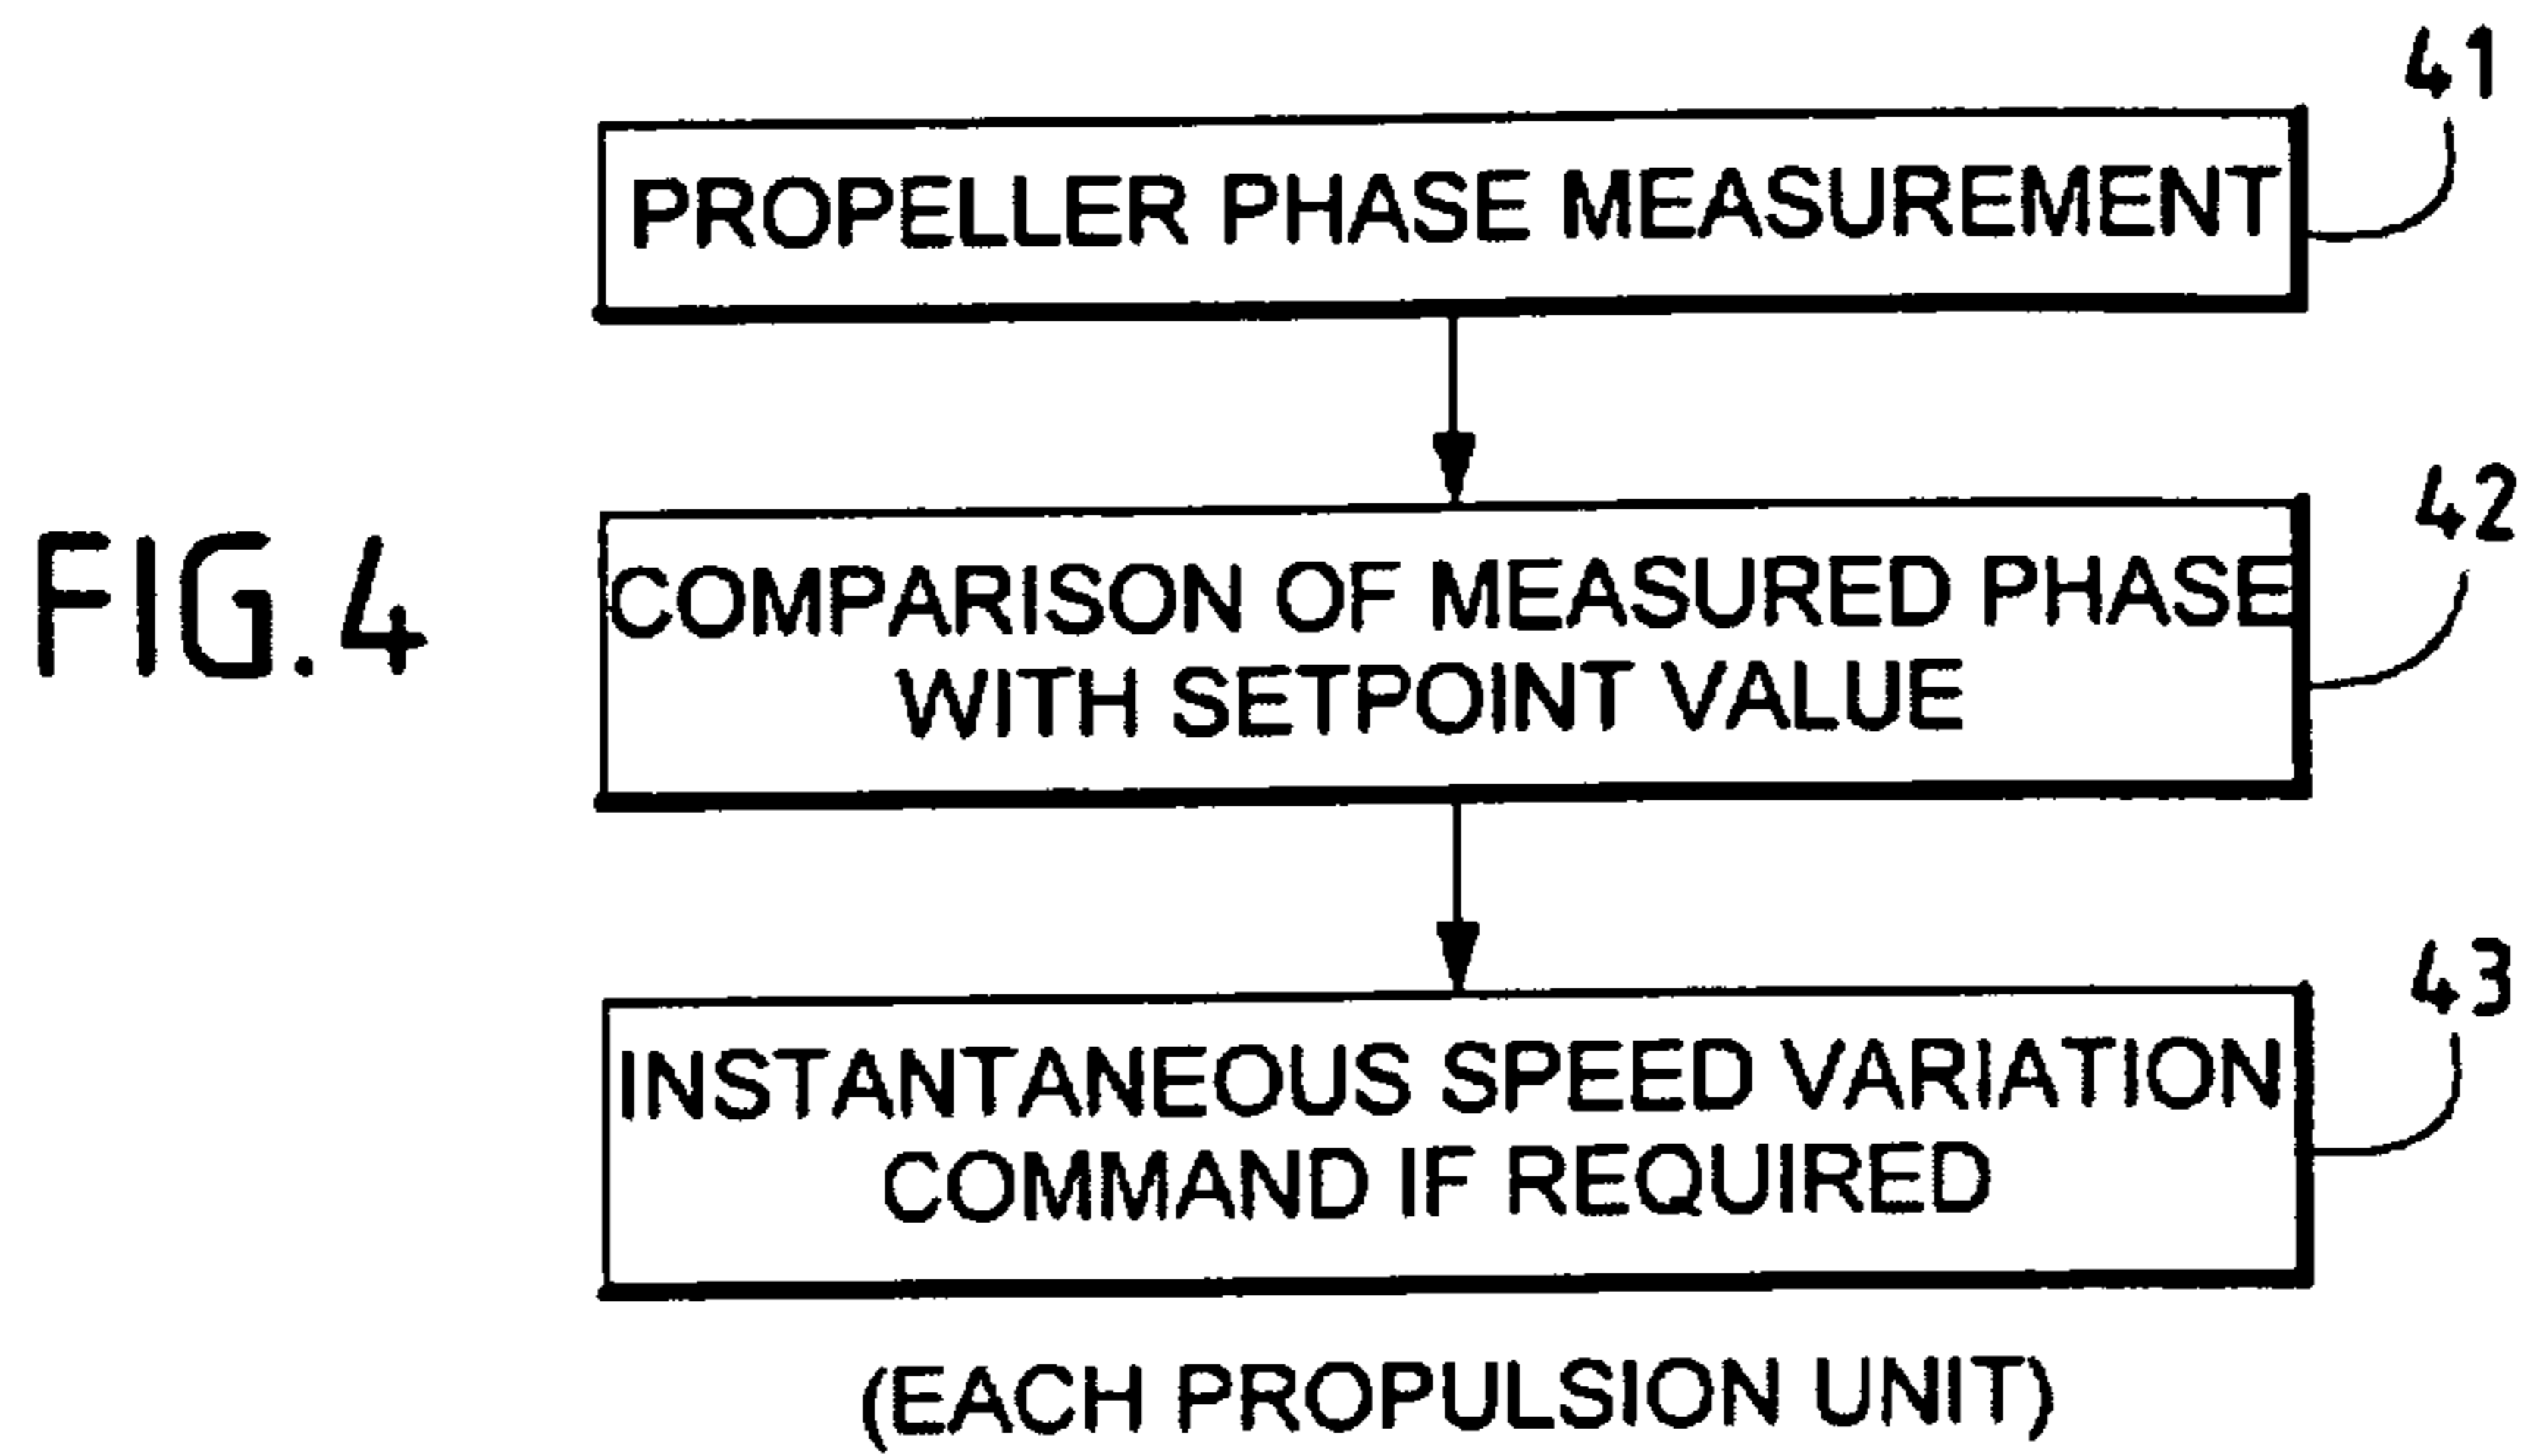 41
PROPELLER PHASE MEASUREMENT
42
FIG.4
COMPARISON OF MEASURED PHASE
WITH SETPOINT VALUE
43
INSTANTANEOUS SPEED VARIATION
COMMAND IF REQUIRED
(EACH PROPULSION UNIT)